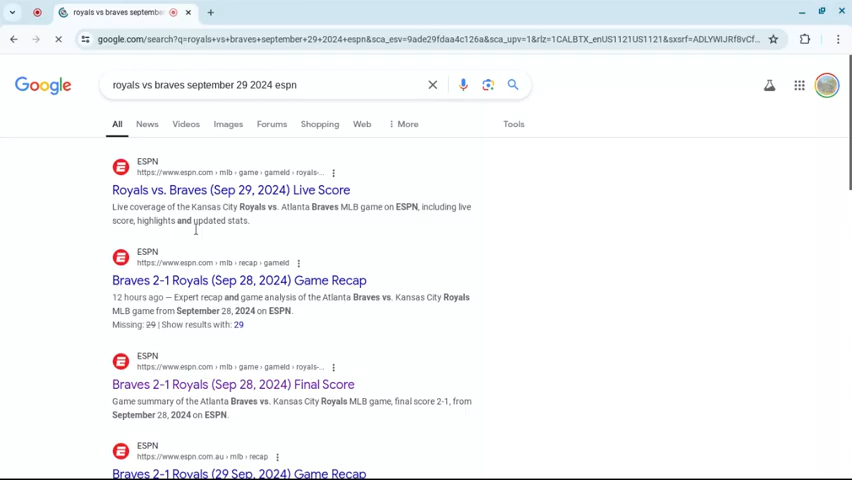 royals vs braves september
google.com/search?q=royals+vs+braves+september+29+2024+espn&sca_esv=9ade29fdaa4c126a&sca_upv=1&rlz=1CALBTX_enUS1121US1121&sxsrf=ADLYWIJRf8vCf...
Google
royals vs braves september 29 2024 espn
All News Videos Images Forums Shopping Web More Tools
ESPN
https://www.espn.com › mlb › game › gameId › royals-...
Royals vs. Braves (Sep 29, 2024) Live Score
Live coverage of the Kansas City Royals vs. Atlanta Braves MLB game on ESPN, including live
score, highlights and updated stats.
ESPN
https://www.espn.com › mlb › recap › gameId
Braves 2-1 Royals (Sep 28, 2024) Game Recap
12 hours ago — Expert recap and game analysis of the Atlanta Braves vs. Kansas City Royals
MLB game from September 28, 2024 on ESPN.
Missing: 29 | Show results with: 29
ESPN
https://www.espn.com › mlb › game › gameId › royals-...
Braves 2-1 Royals (Sep 28, 2024) Final Score
Game summary of the Atlanta Braves vs. Kansas City Royals MLB game, final score 2-1, from
September 28, 2024 on ESPN.
ESPN
https://www.espn.com.au › mlb › recap
Braves 2-1 Royals (29 Sep, 2024) Game Recap